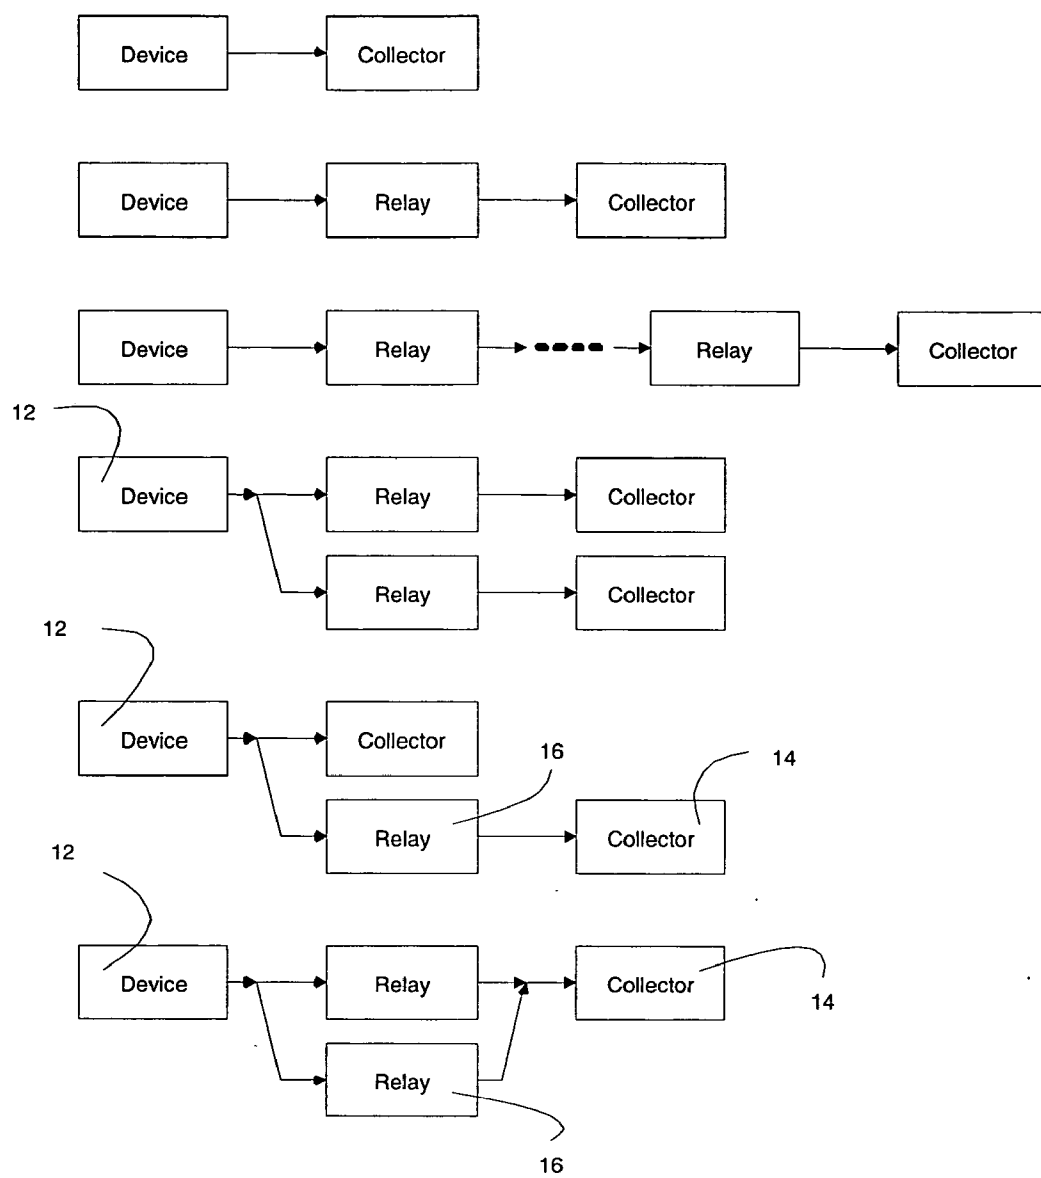 Device Collector
Device Relay Collector
Device Relay Relay Collector
12
Device Relay Collector
Relay Collector
12
Device Collector
16 14
Relay Collector
12
Device Relay Collector
14
Relay
16